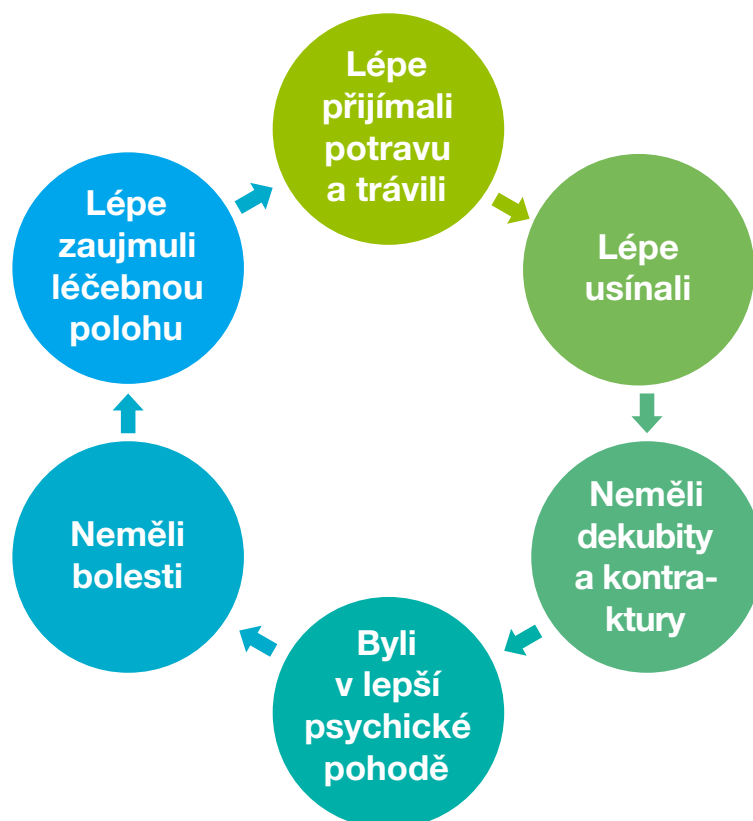 Lépe
přijímali
potravu
a trávili
Lépe
usínali
Neměli
dekubity
a kontra-
ktury
Byli
v lepší
psychické
pohodě
Neměli
bolesti
Lépe
zaujmuli
léčebnou
polohu